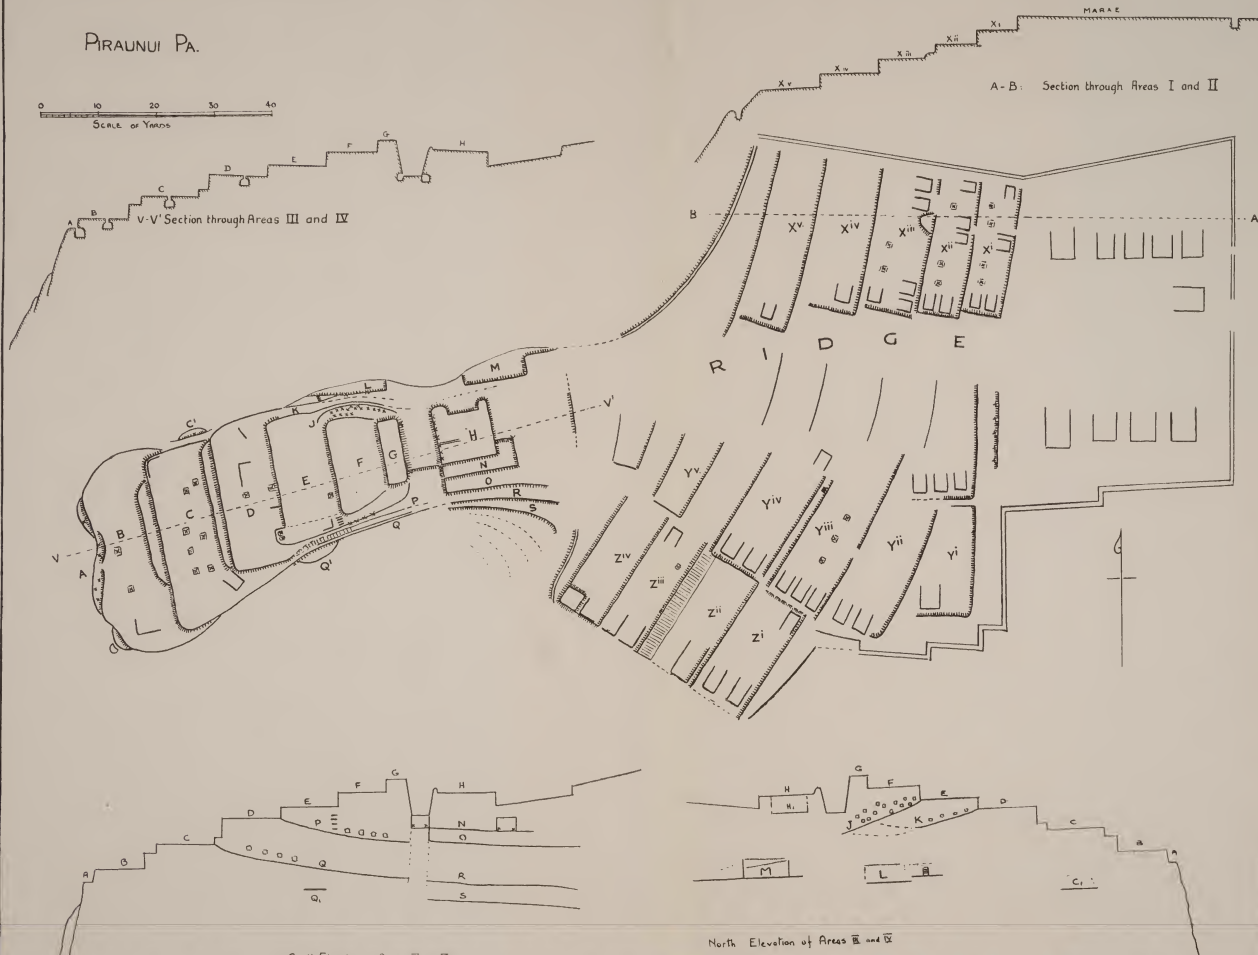 PIRAUNUI PA.
0 10 20 30 40
SCALE OF YARDS
MARAE
Xi
Xii
Xiii
Xiv
Xv
A-B: Section through Areas I and II
A B C D E F G H
V-V' Section through Areas III and IV
B A
Xv Xiv Xiii Xii Xi
R I D G E
L M
K
C' I J H V'
F G
E N
B C D O
P R
V Q S
A Q'
Yv Yiv Yiii Yii Yi
Ziv Ziii Zii Zi
G
F H
E
D P N
C O
B Q R
A Q1 S
G
H F
H1 E D
J K C
B A
M L C1
North Elevation of Areas III and IV